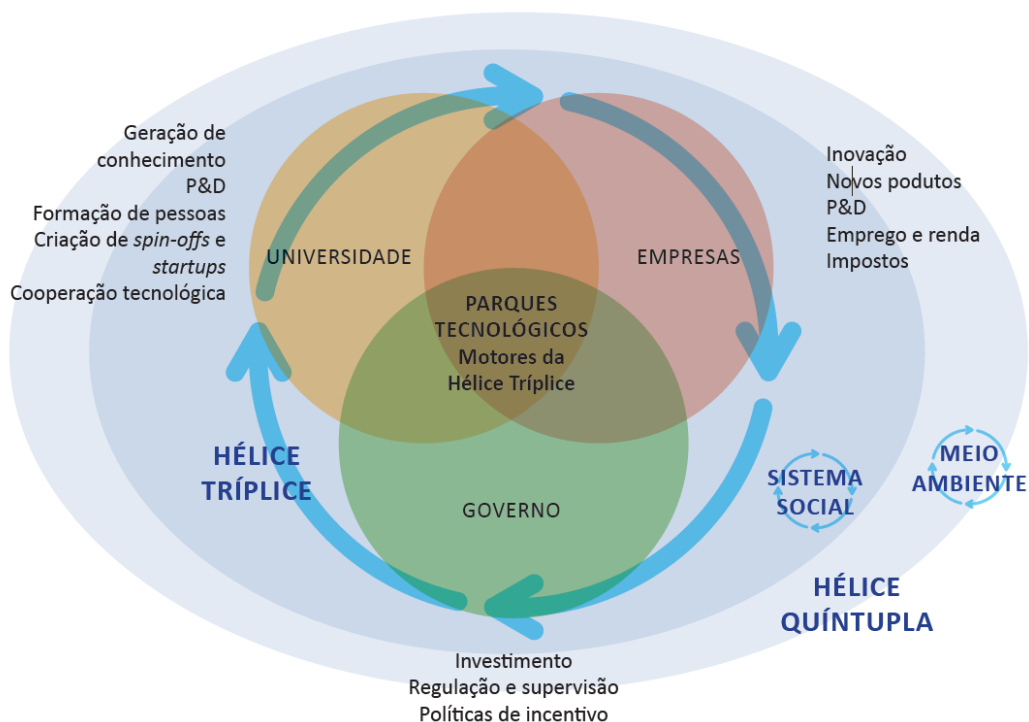 Geração de
conhecimento
P&D
Formação de pessoas
Criação de spin-offs e
startups
Cooperação tecnológica
UNIVERSIDADE
EMPRESAS
Inovação
Novos podutos
P&D
Emprego e renda
Impostos
PARQUES
TECNOLÓGICOS
Motores da
Hélice Tríplice
HÉLICE
TRÍPLICE
GOVERNO
SISTEMA
SOCIAL
MEIO
AMBIENTE
HÉLICE
QUÍNTUPLA
Investimento
Regulação e supervisão
Políticas de incentivo